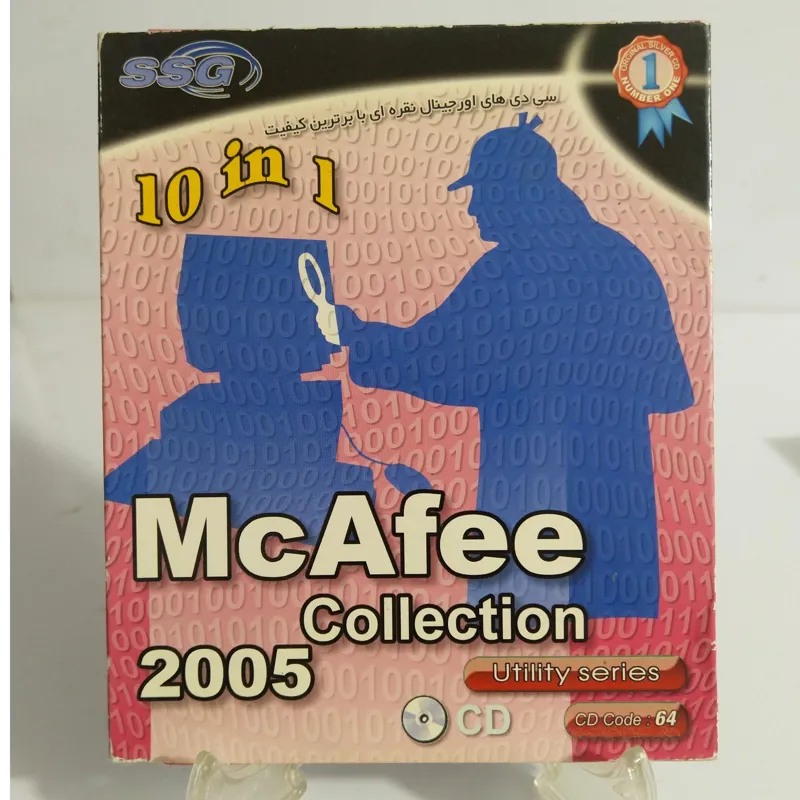 SSG
ORIGINAL SILVER CD
1
NUMBER ONE
سی دی های اورجینال نقره ای با برترین کیفیت
10 in 1
McAfee
Collection
2005
Utility series
CD
CD Code : 64